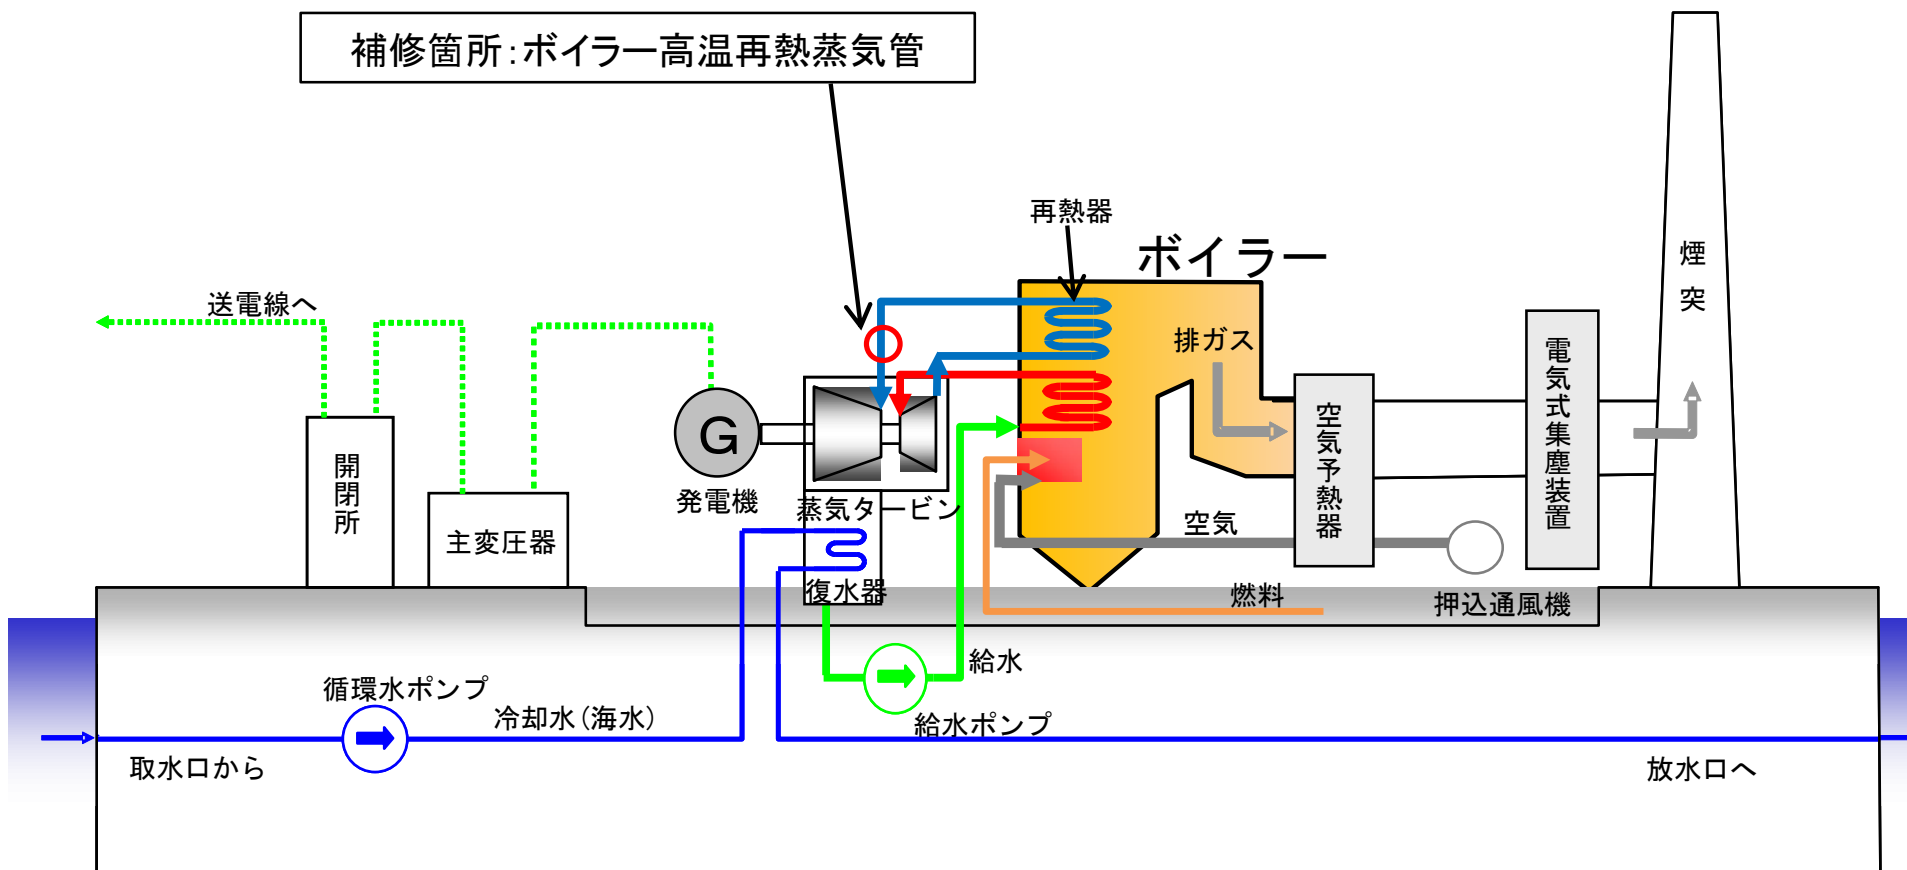 補修箇所：ボイラー高温再熱蒸気管
再熱器
ボイラー
煙突
送電線へ
排ガス
電気式集塵装置
空気予熱器
G
開閉所
発電機
蒸気タービン
空気
主変圧器
復水器
燃料
押込通風機
給水
循環水ポンプ
冷却水（海水）
給水ポンプ
取水口から
放水口へ